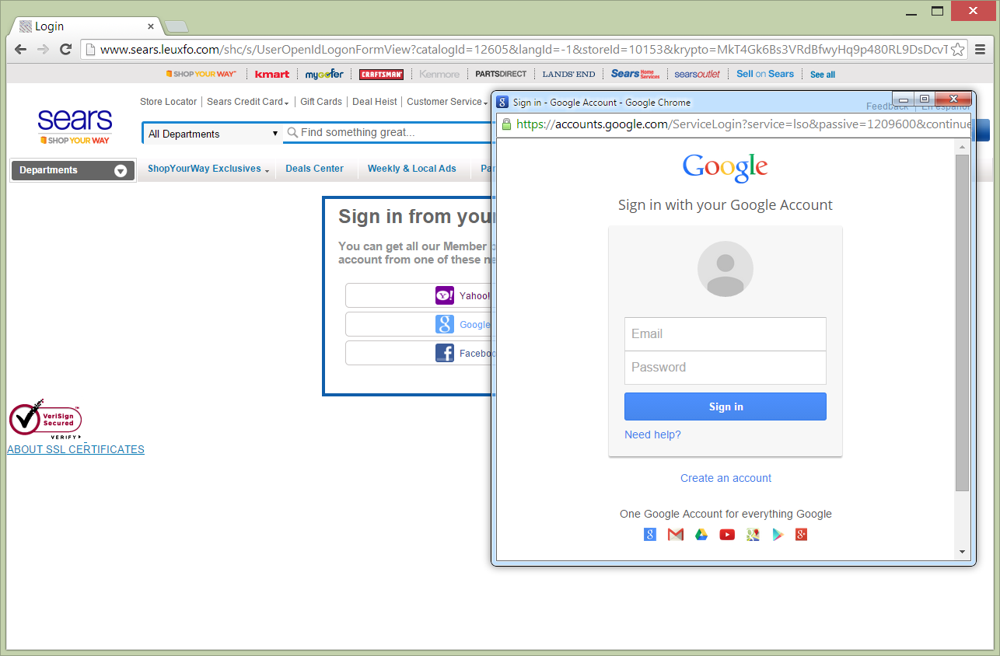 Login
www.sears.leuxfo.com/shc/s/UserOpenIdLogonFormView?catalogId=12605&langId=-1&storeId=10153&krypto=MkT4Gk6Bs3VRdBfwyHq9p480RL9DsDcvT
SHOP YOUR WAY
kmart
mygofer
CRAFTSMAN
Kenmore
PARTSDIRECT
LANDS' END
Sears Home Services
searsoutlet
Sell on Sears
See all
Store Locator
Sears Credit Card
Gift Cards
Deal Heist
Customer Service
Feedback
En español
sears
SHOP YOUR WAY
All Departments
Find something great...
Departments
ShopYourWay Exclusives
Deals Center
Weekly & Local Ads
Pa
Sign in from your
You can get all our Member
account from one of these ne
Yahoo!
Google
Facebo
VeriSign
Secured
VERIFY
ABOUT SSL CERTIFICATES
Sign in - Google Account - Google Chrome
https://accounts.google.com/ServiceLogin?service=lso&passive=1209600&continue
Google
Sign in with your Google Account
Email
Password
Sign in
Need help?
Create an account
One Google Account for everything Google